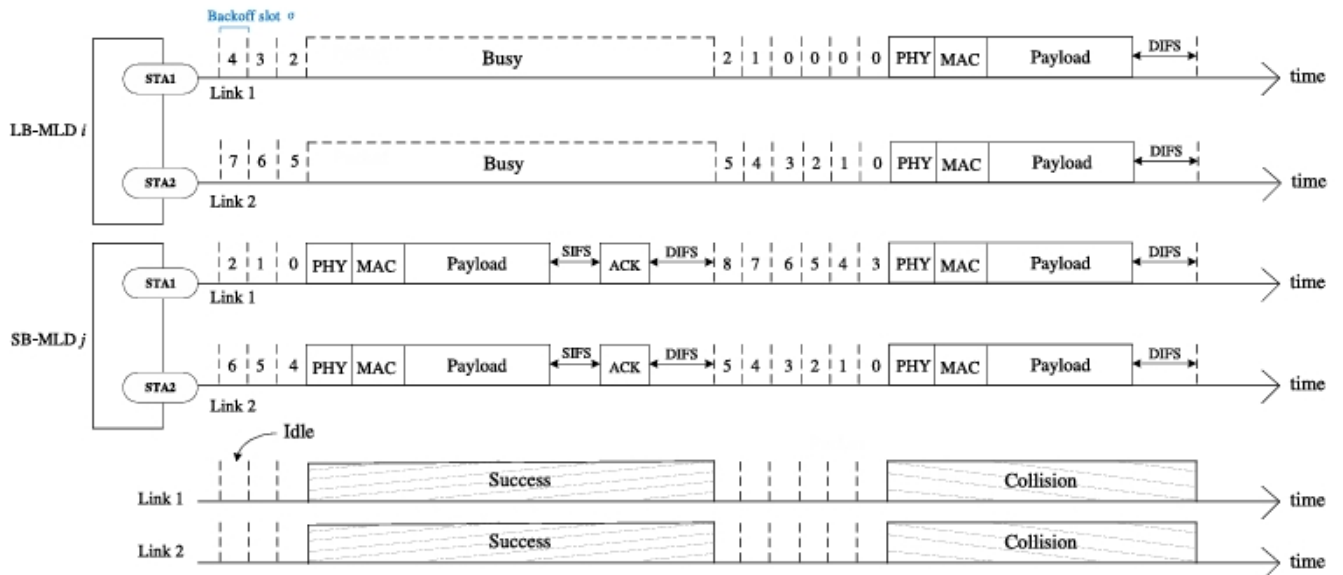 Backoff slot σ
4 3 2 Busy 2 1 0 0 0 0 PHY MAC Payload DIFS
STA1 time
Link 1
LB-MLD i
7 6 5 Busy 5 4 3 2 1 0 PHY MAC Payload DIFS
STA2 time
Link 2
2 1 0 PHY MAC Payload SIFS ACK DIFS 8 7 6 5 4 3 PHY MAC Payload DIFS
STA1 time
Link 1
SB-MLD j
6 5 4 PHY MAC Payload SIFS ACK DIFS 5 4 3 2 1 0 PHY MAC Payload DIFS
STA2 time
Link 2
Idle
Success Collision
Link 1 time
Success Collision
Link 2 time